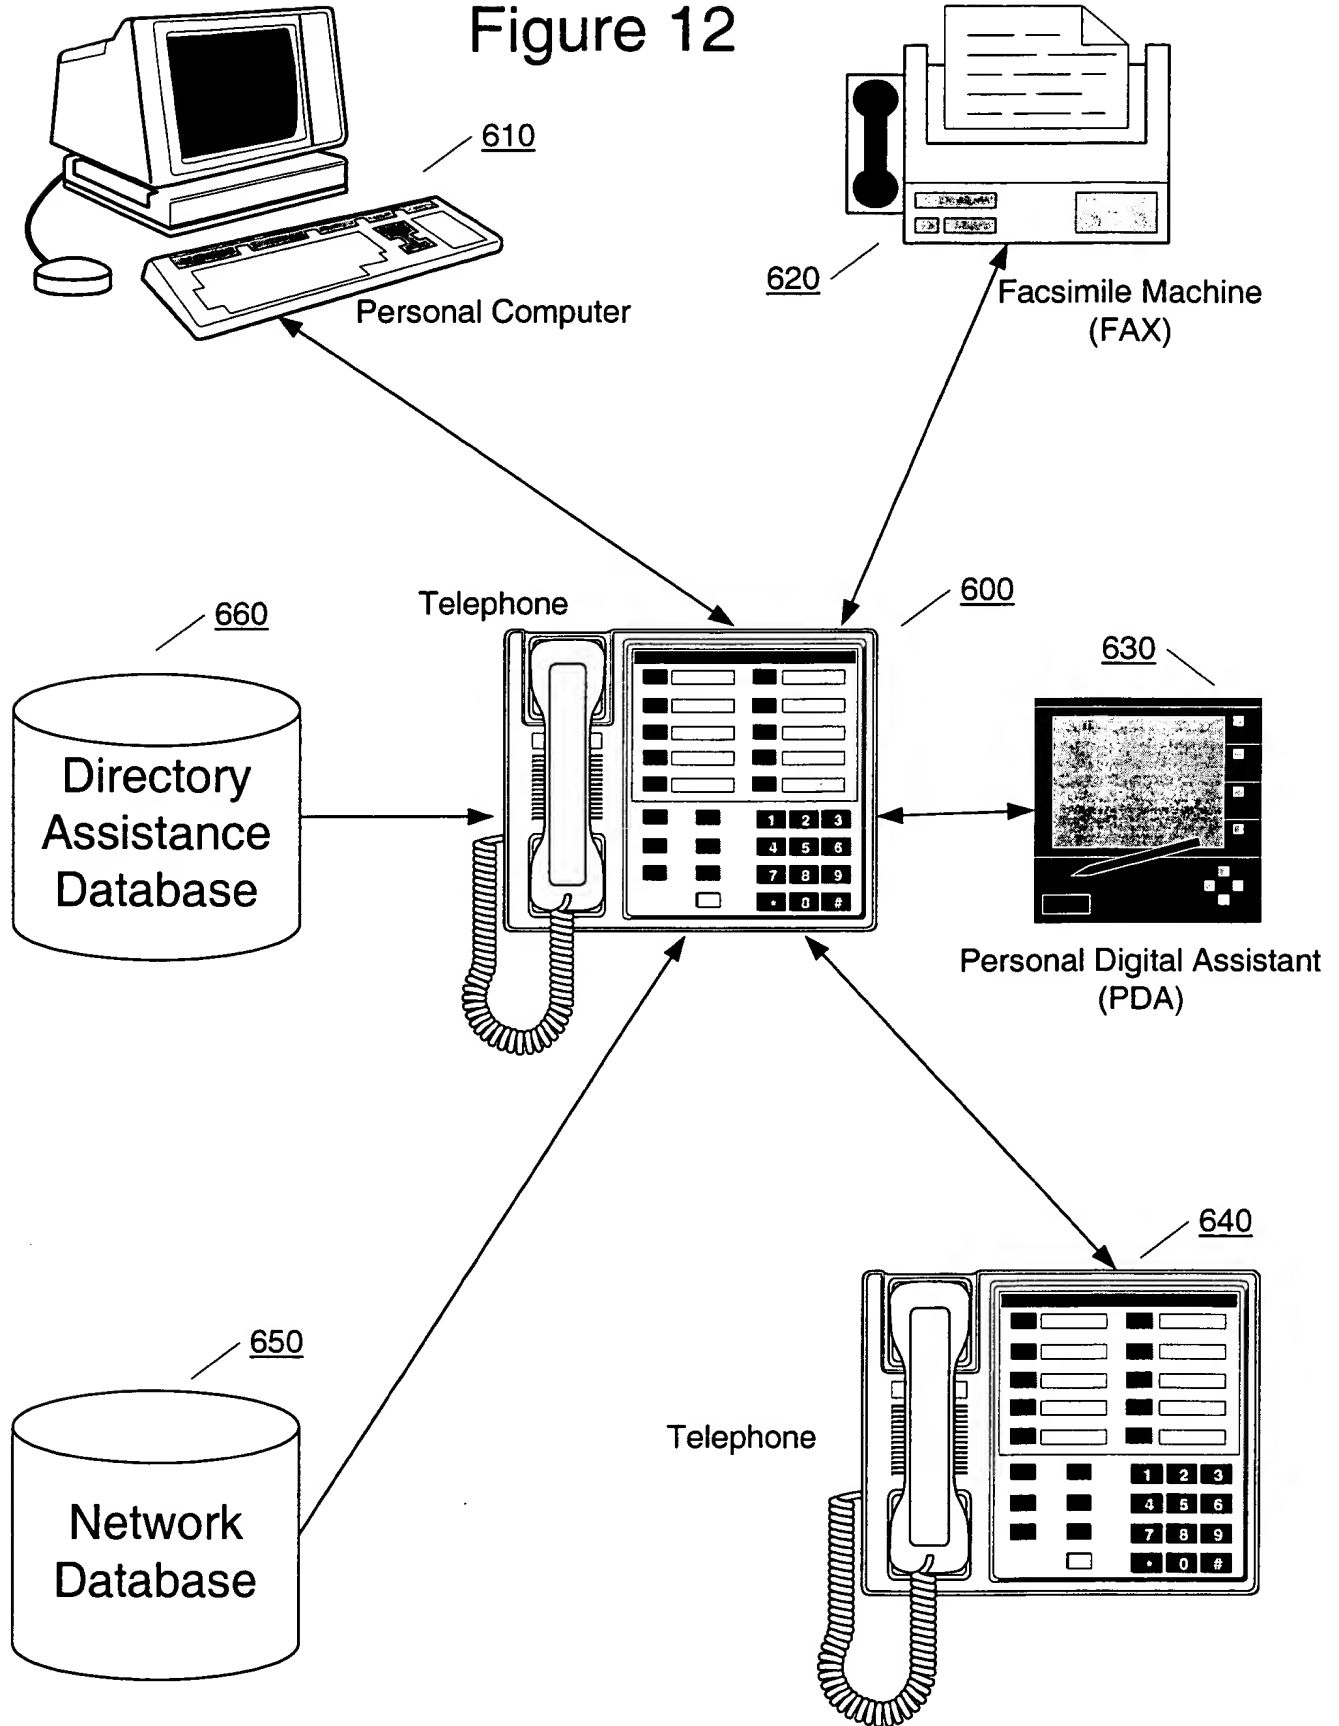 Figure 12
610
620
Personal Computer
Facsimile Machine
(FAX)
Telephone
600
660
630
Directory
Assistance
Database
1 2 3
4 5 6
7 8 9
* 0 #
Personal Digital Assistant
(PDA)
640
650
Telephone
Network
Database
1 2 3
4 5 6
7 8 9
* 0 #